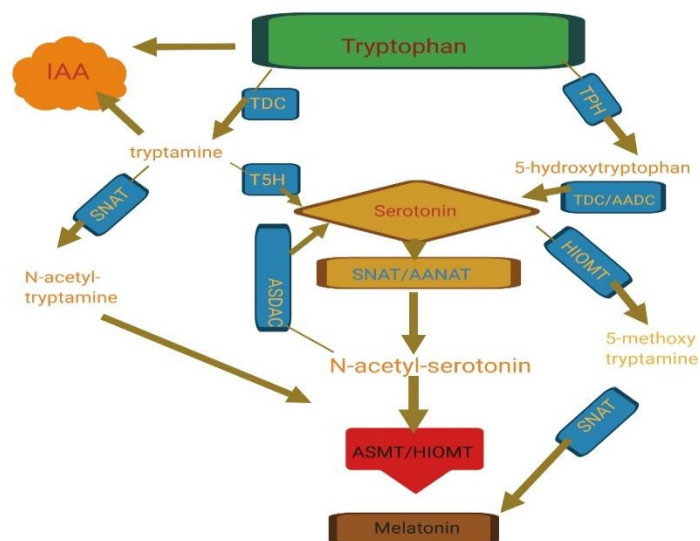 Tryptophan
IAA
TDC
TPH
tryptamine
5-hydroxytryptophan
T5H
TDC/AADC
SNAT
Serotonin
HIOMT
SNAT/AANAT
N-acetyl-
tryptamine
ASDAC
5-methoxy
tryptamine
N-acetyl-serotonin
SNAT
ASMT/HIOMT
Melatonin